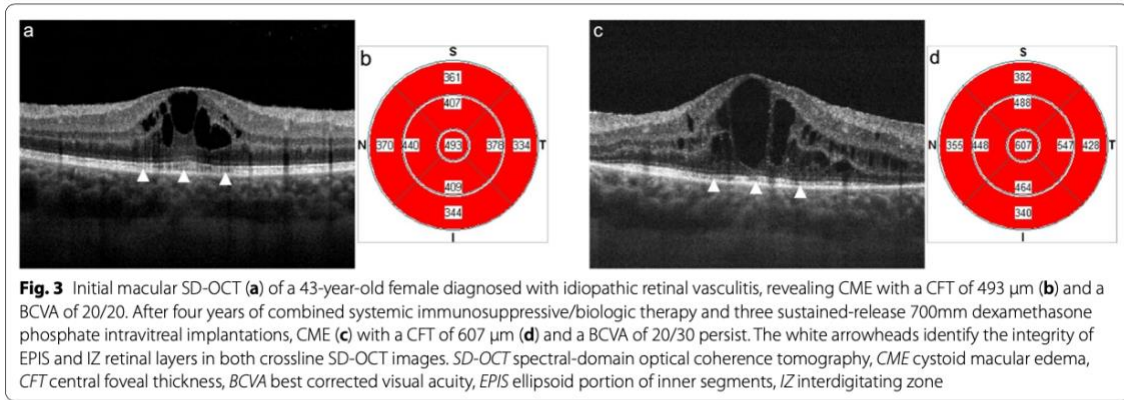 a
b
S
361
407
N 370 440 493 378 334 T
409
344
I
c
d
S
382
488
N 355 448 607 547 428 T
464
340
I
Fig. 3 Initial macular SD-OCT (a) of a 43-year-old female diagnosed with idiopathic retinal vasculitis, revealing CME with a CFT of 493 µm (b) and a
BCVA of 20/20. After four years of combined systemic immunosuppressive/biologic therapy and three sustained-release 700mm dexamethasone
phosphate intravitreal implantations, CME (c) with a CFT of 607 µm (d) and a BCVA of 20/30 persist. The white arrowheads identify the integrity of
EPIS and IZ retinal layers in both crossline SD-OCT images. SD-OCT spectral-domain optical coherence tomography, CME cystoid macular edema,
CFT central foveal thickness, BCVA best corrected visual acuity, EPIS ellipsoid portion of inner segments, IZ interdigitating zone